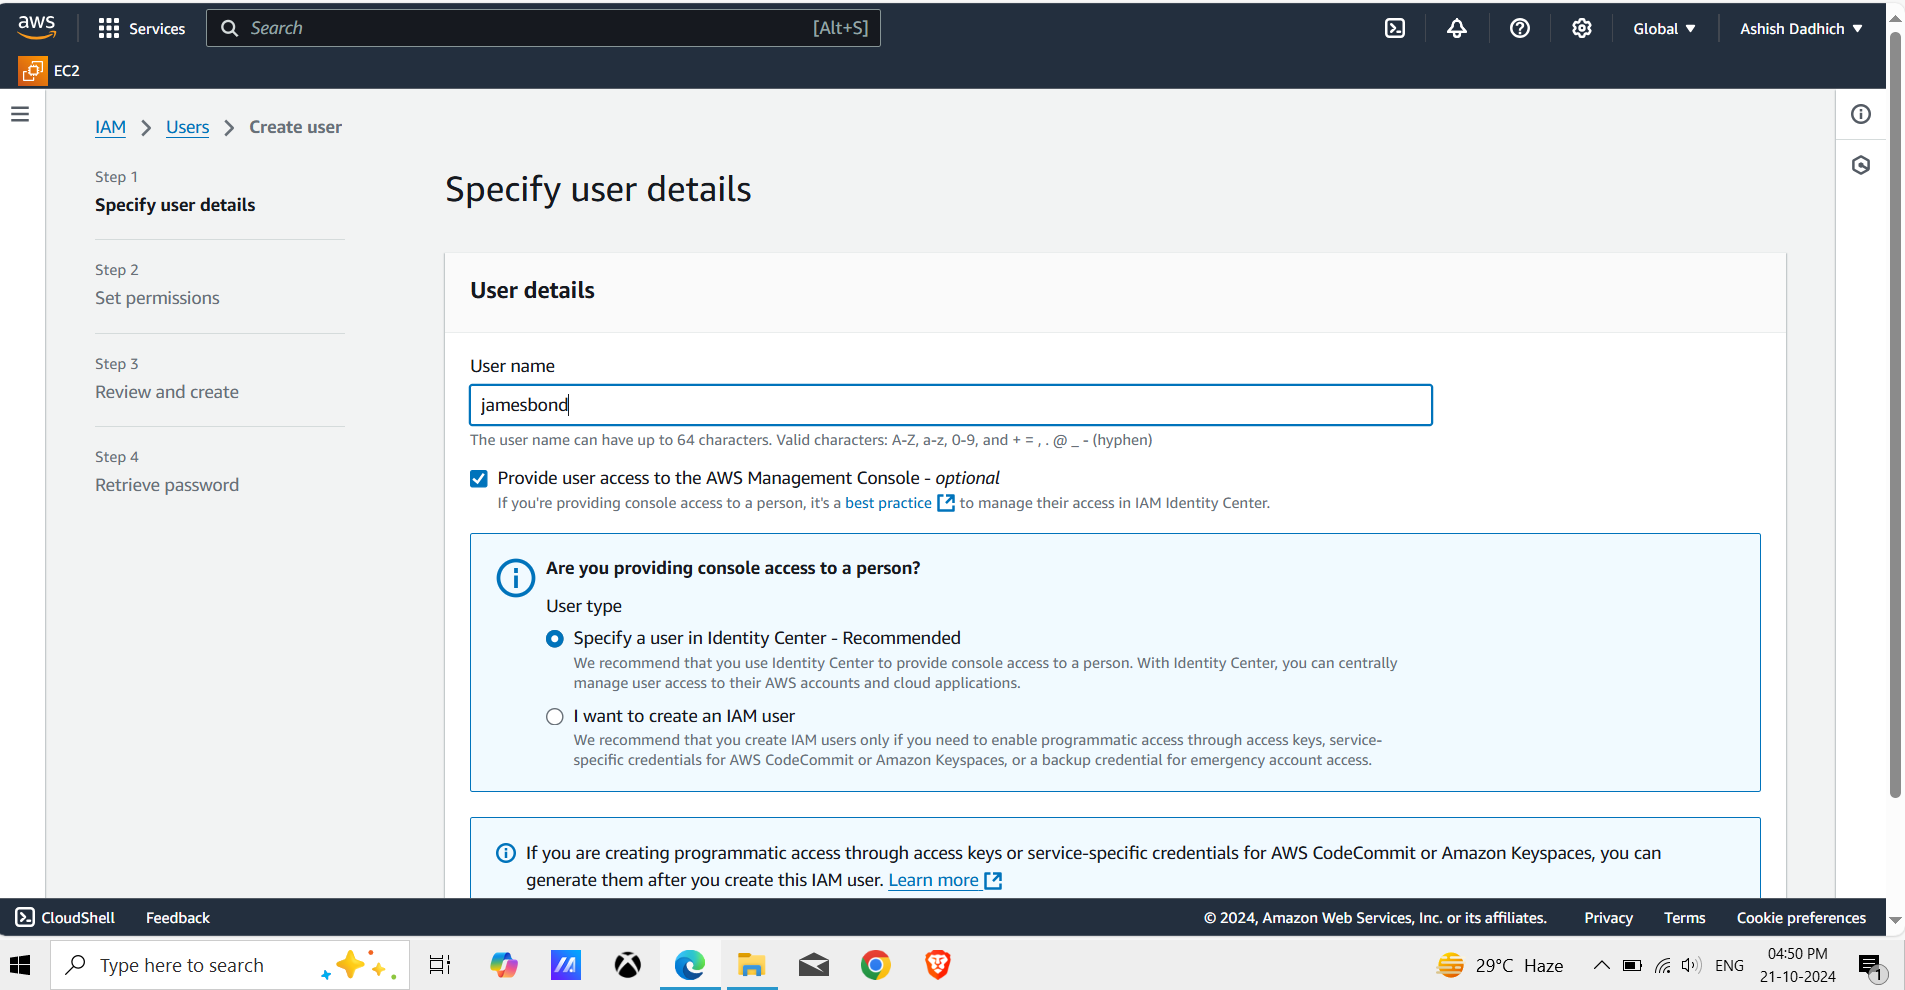 aws
Services
Search
[Alt+S]
Global
Ashish Dadhich
EC2
IAM
Users
Create user
Step 1
Specify user details
Step 2
Set permissions
Step 3
Review and create
Step 4
Retrieve password
Specify user details
User details
User name
jamesbond
The user name can have up to 64 characters. Valid characters: A-Z, a-z, 0-9, and + = , . @ _ - (hyphen)
Provide user access to the AWS Management Console - optional
If you're providing console access to a person, it's a best practice to manage their access in IAM Identity Center.
Are you providing console access to a person?
User type
Specify a user in Identity Center - Recommended
We recommend that you use Identity Center to provide console access to a person. With Identity Center, you can centrally
manage user access to their AWS accounts and cloud applications.
I want to create an IAM user
We recommend that you create IAM users only if you need to enable programmatic access through access keys, service-
specific credentials for AWS CodeCommit or Amazon Keyspaces, or a backup credential for emergency account access.
If you are creating programmatic access through access keys or service-specific credentials for AWS CodeCommit or Amazon Keyspaces, you can
generate them after you create this IAM user. Learn more
CloudShell
Feedback
© 2024, Amazon Web Services, Inc. or its affiliates.
Privacy
Terms
Cookie preferences
Type here to search
29°C Haze
ENG
04:50 PM
21-10-2024
1